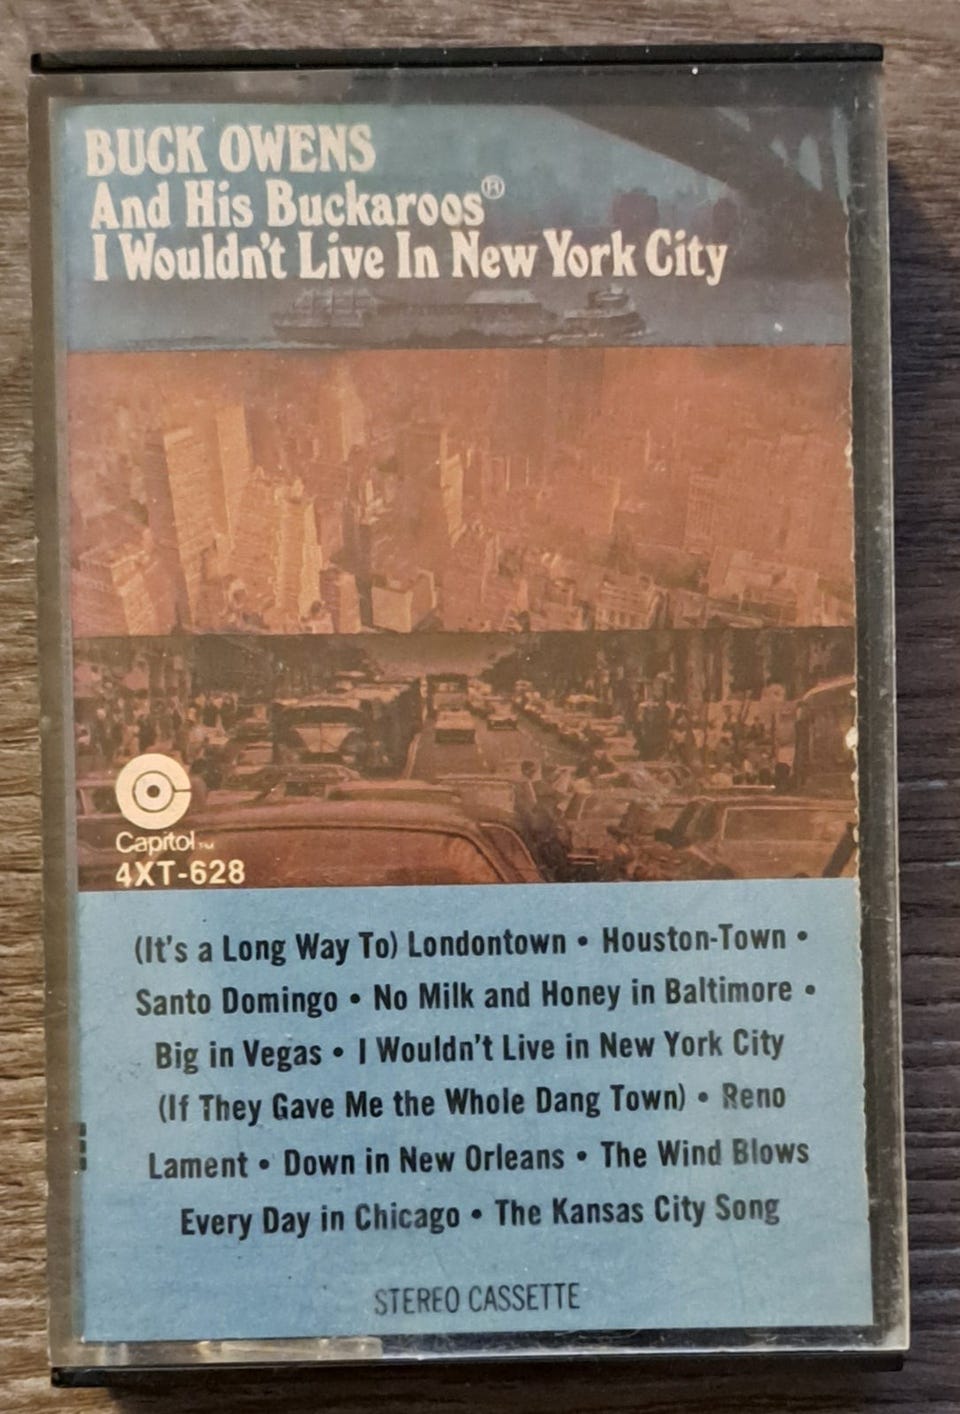 BUCK OWENS
And His Buckaroos®
I Wouldn't Live In New York City
Capitol™
4XT-628
(It's a Long Way To) Londontown • Houston-Town •
Santo Domingo • No Milk and Honey in Baltimore •
Big in Vegas • I Wouldn't Live in New York City
(If They Gave Me the Whole Dang Town) • Reno
Lament • Down in New Orleans • The Wind Blows
Every Day in Chicago • The Kansas City Song
STEREO CASSETTE